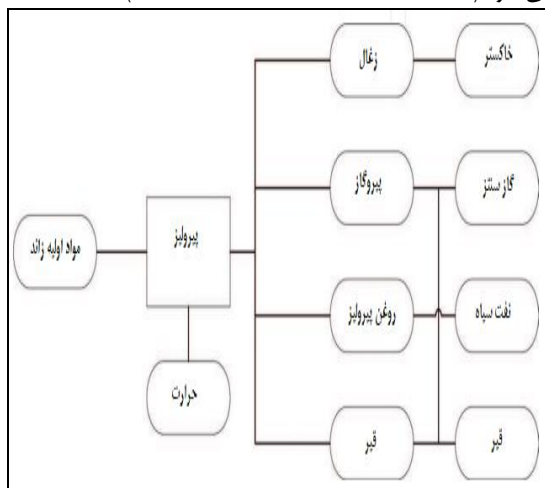 زغال
خاکستر
پیروگاز
گاز سنتز
پیرولیز
مواد اولیه زائد
روغن پیرولیز
نفت سیاه
حرارت
قیر
قیر